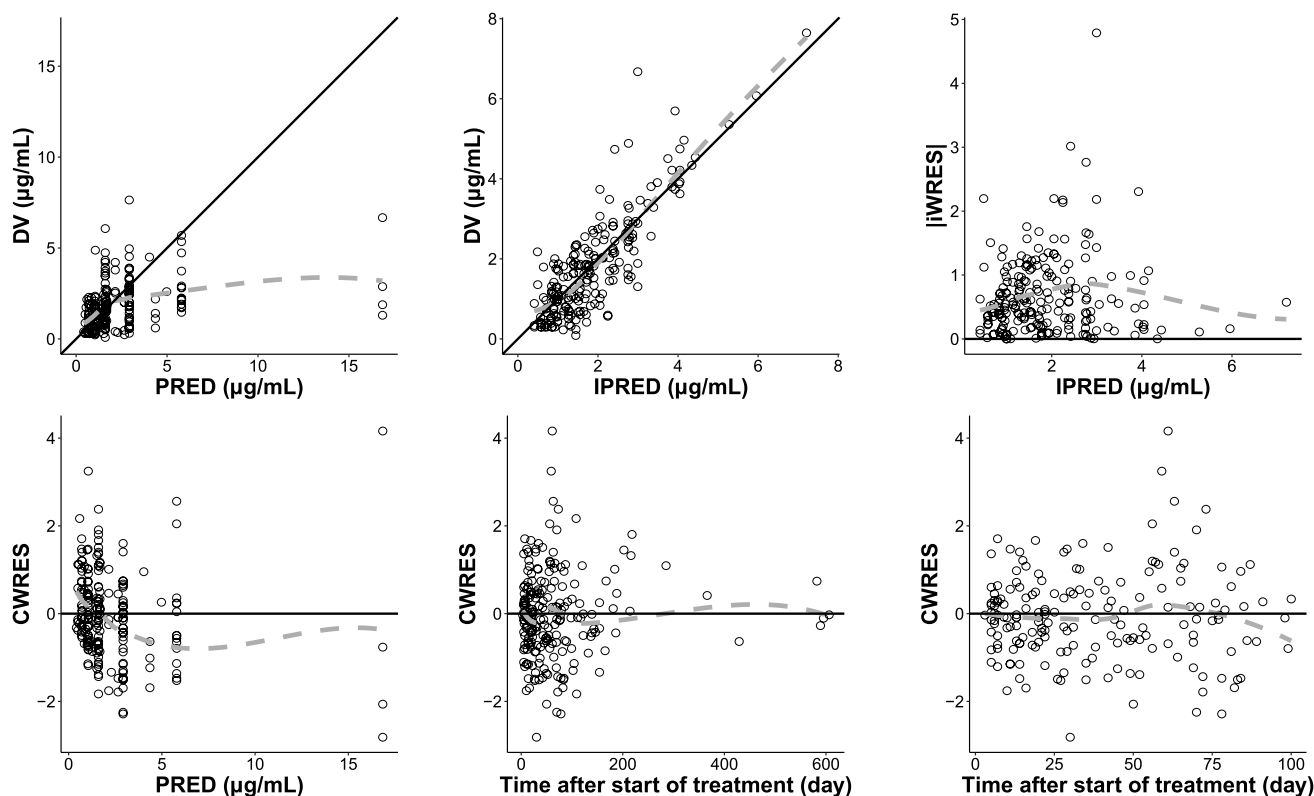 15
10
5
0
DV (µg/mL)
0 5 10 15
PRED (µg/mL)
8
6
4
2
0
DV (µg/mL)
0 2 4 6 8
IPRED (µg/mL)
5
4
3
2
1
0
|iWRES|
2 4 6
IPRED (µg/mL)
4
2
0
−2
CWRES
0 5 10 15
PRED (µg/mL)
4
2
0
−2
CWRES
0 200 400 600
Time after start of treatment (day)
4
2
0
−2
CWRES
0 25 50 75 100
Time after start of treatment (day)